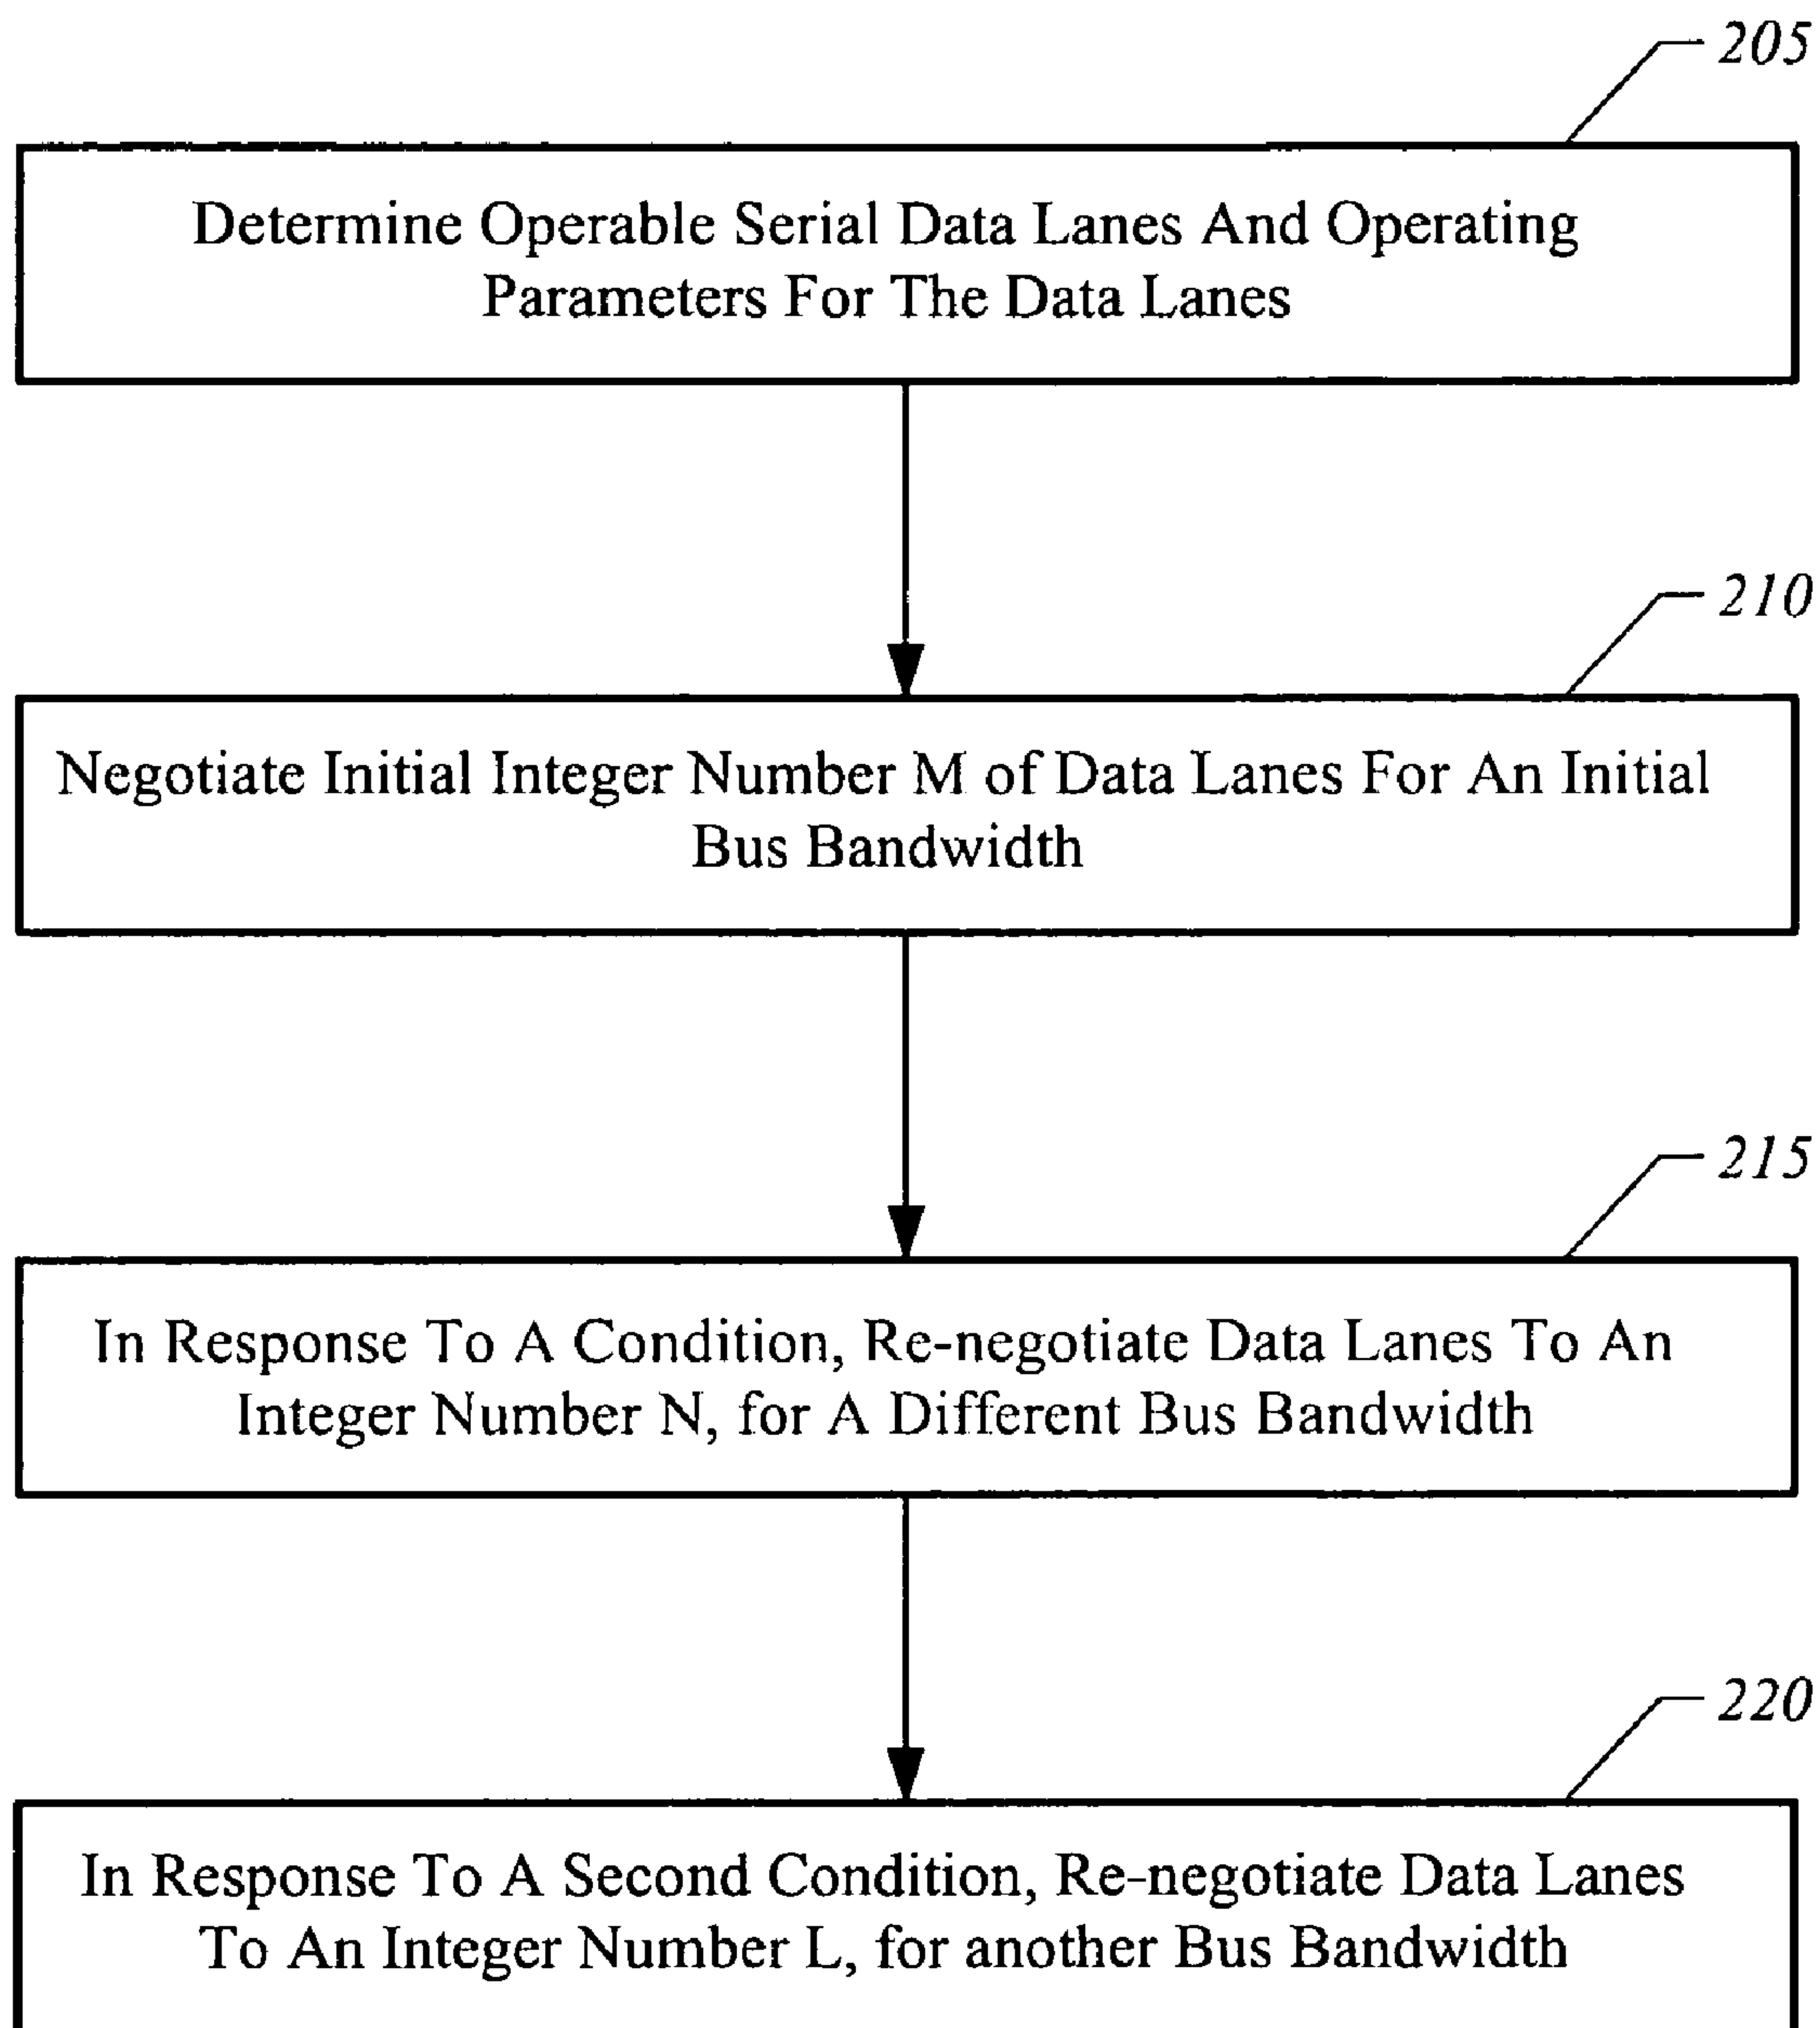 205
Determine Operable Serial Data Lanes And Operating
Parameters For The Data Lanes
210
Negotiate Initial Integer Number M of Data Lanes For An Initial
Bus Bandwidth
215
In Response To A Condition, Re-negotiate Data Lanes To An
Integer Number N, for A Different Bus Bandwidth
220
In Response To A Second Condition, Re-negotiate Data Lanes
To An Integer Number L, for another Bus Bandwidth